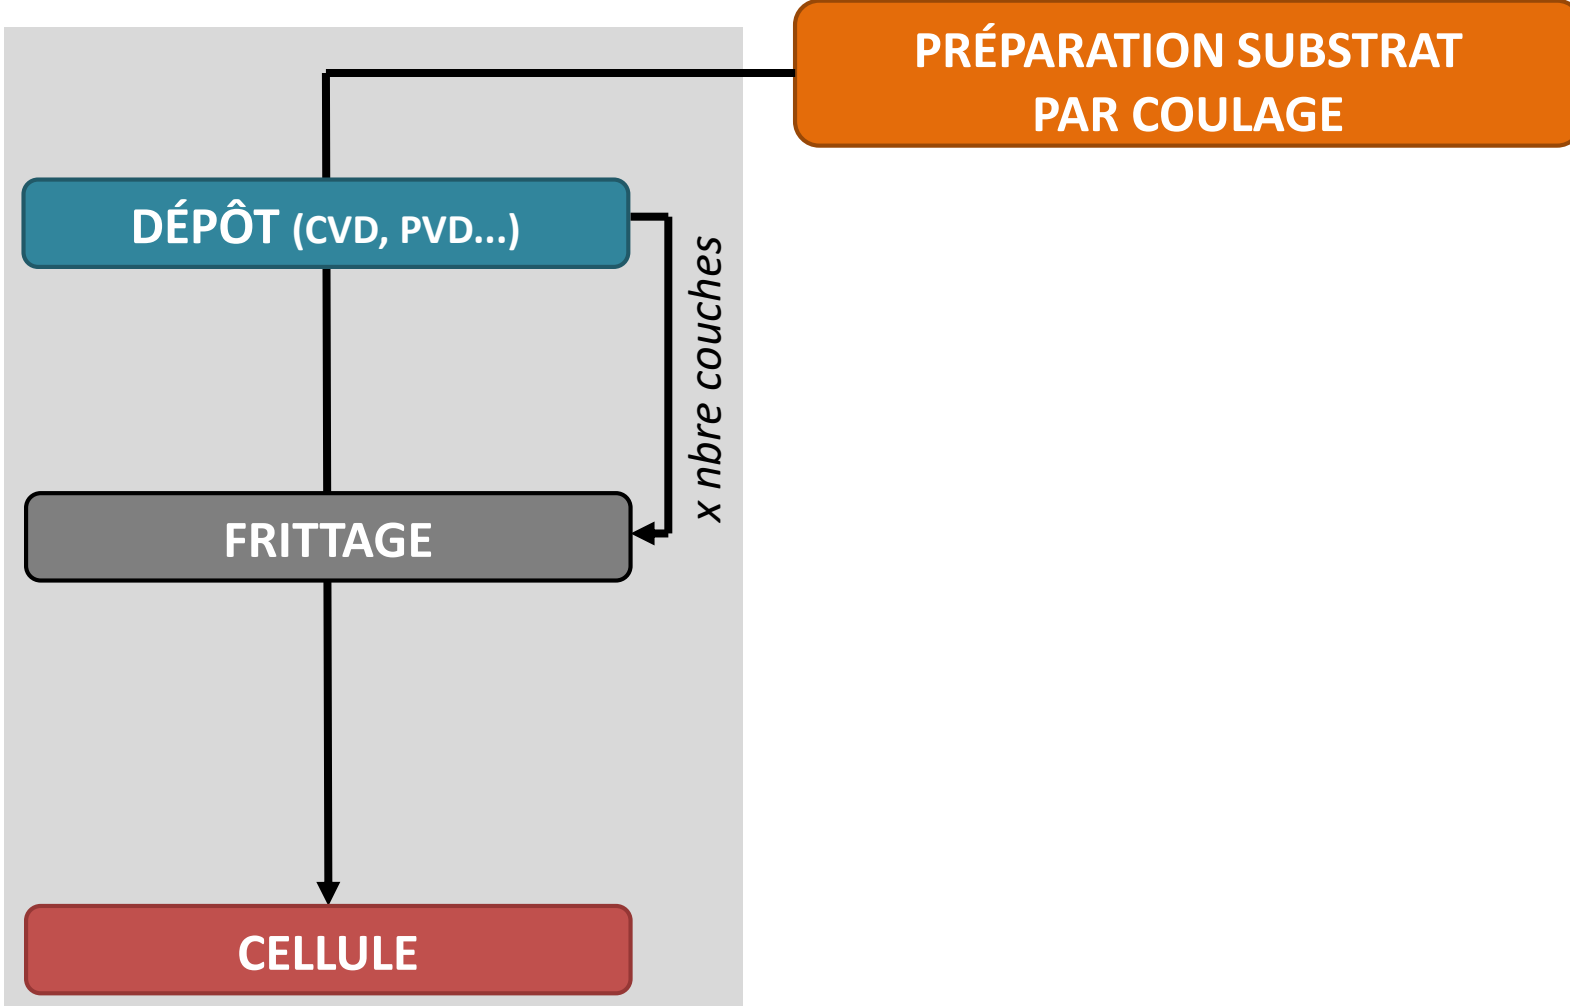 PRÉPARATION SUBSTRAT
PAR COULAGE
DÉPÔT (CVD, PVD...)
x nbre couches
FRITTAGE
CELLULE